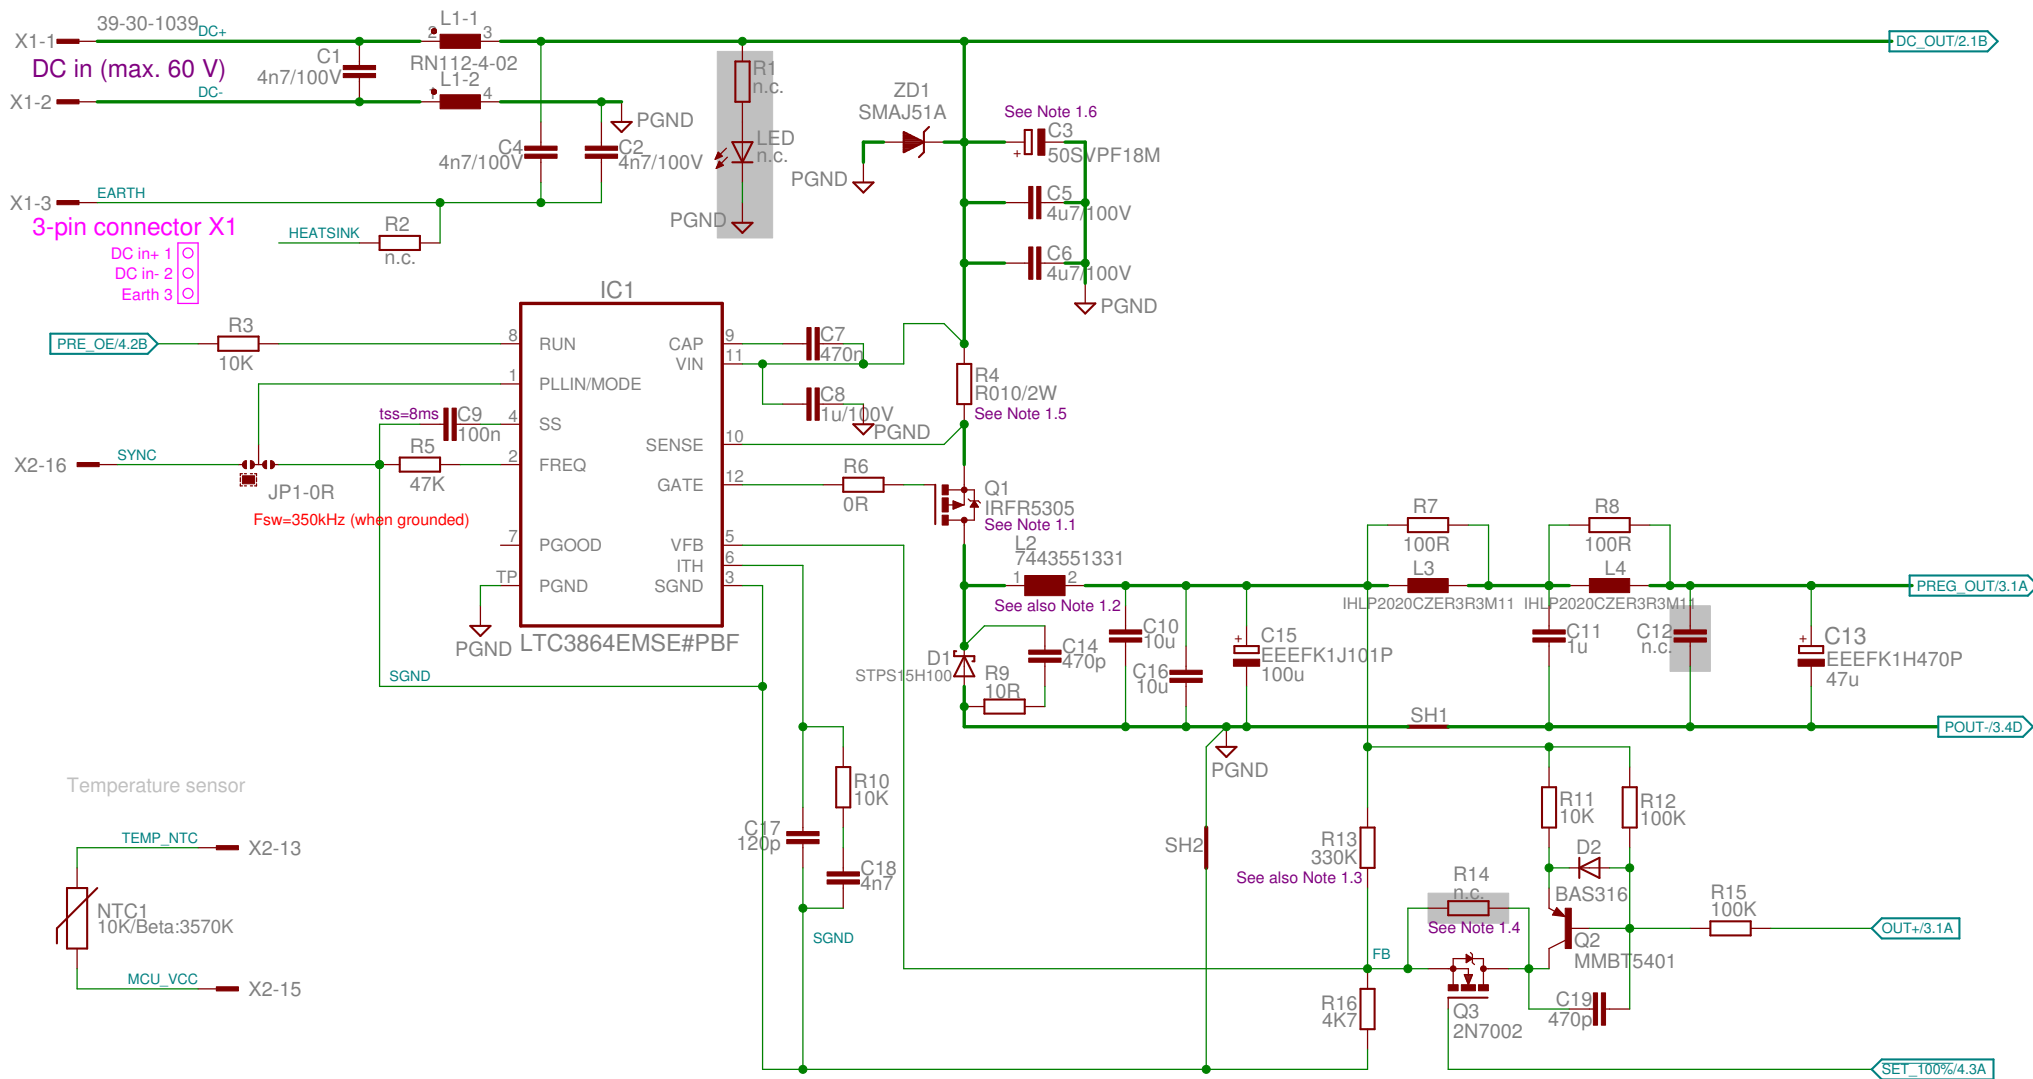 39-30-1039
X1-1
DC+
2
L1-1
3
DC_OUT/2.1B
DC in (max. 60 V)
C1
4n7/100V
RN112-4-02
L1-2
X1-2
DC-
1
4
PGND
R1
n.c.
ZD1
SMAJ51A
See Note 1.6
C3
+
50SVPF18M
C4
4n7/100V
C2
4n7/100V
LED
n.c.
PGND
C5
4u7/100V
X1-3
EARTH
PGND
3-pin connector X1
HEATSINK
R2
n.c.
DC in+ 1
DC in- 2
Earth 3
C6
4u7/100V
PGND
IC1
PRE_OE/4.2B
R3
10K
8
RUN
CAP
9
C7
470n
VIN
11
1
PLLIN/MODE
R4
R010/2W
See Note 1.5
C8
1u/100V
PGND
tss=8ms
C9
100n
4
SS
SENSE
10
X2-16
SYNC
R5
47K
2
FREQ
JP1-0R
GATE
12
R6
0R
Q1
IRFR5305
See Note 1.1
Fsw=350kHz (when grounded)
7
PGOOD
VFB
5
ITH
6
TP
PGND
SGND
3
PGND
LTC3864EMSE#PBF
L2
7443551331
1
2
See also Note 1.2
R7
100R
L3
IHLP2020CZER3R3M11
R8
100R
L4
IHLP2020CZER3R3M11
PREG_OUT/3.1A
C14
470p
D1
STPS15H100
R9
10R
C10
10u
C16
10u
+
C15
EEEFK1J101P
100u
C11
1u
C12
n.c.
+
C13
EEEFK1H470P
47u
SGND
SH1
POUT-/3.4D
PGND
Temperature sensor
TEMP_NTC
X2-13
NTC1
10K/Beta:3570K
MCU_VCC
X2-15
R10
10K
C17
120p
C18
4n7
SGND
SH2
R13
330K
See also Note 1.3
R11
10K
R12
100K
D2
BAS316
R14
n.c.
See Note 1.4
R15
100K
OUT+/3.1A
Q2
MMBT5401
FB
R16
4K7
Q3
2N7002
C19
470p
SET_100%/4.3A